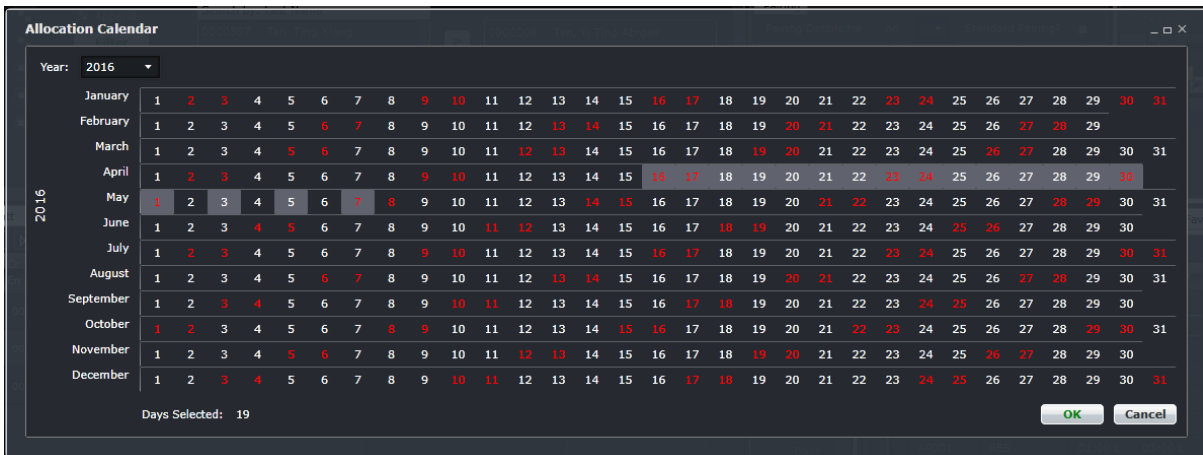 Allocation Calendar
Year: 2016
2016
January 1 2 3 4 5 6 7 8 9 10 11 12 13 14 15 16 17 18 19 20 21 22 23 24 25 26 27 28 29 30 31
February 1 2 3 4 5 6 7 8 9 10 11 12 13 14 15 16 17 18 19 20 21 22 23 24 25 26 27 28 29
March 1 2 3 4 5 6 7 8 9 10 11 12 13 14 15 16 17 18 19 20 21 22 23 24 25 26 27 28 29 30 31
April 1 2 3 4 5 6 7 8 9 10 11 12 13 14 15 16 17 18 19 20 21 22 23 24 25 26 27 28 29 30
May 1 2 3 4 5 6 7 8 9 10 11 12 13 14 15 16 17 18 19 20 21 22 23 24 25 26 27 28 29 30 31
June 1 2 3 4 5 6 7 8 9 10 11 12 13 14 15 16 17 18 19 20 21 22 23 24 25 26 27 28 29 30
July 1 2 3 4 5 6 7 8 9 10 11 12 13 14 15 16 17 18 19 20 21 22 23 24 25 26 27 28 29 30 31
August 1 2 3 4 5 6 7 8 9 10 11 12 13 14 15 16 17 18 19 20 21 22 23 24 25 26 27 28 29 30 31
September 1 2 3 4 5 6 7 8 9 10 11 12 13 14 15 16 17 18 19 20 21 22 23 24 25 26 27 28 29 30
October 1 2 3 4 5 6 7 8 9 10 11 12 13 14 15 16 17 18 19 20 21 22 23 24 25 26 27 28 29 30 31
November 1 2 3 4 5 6 7 8 9 10 11 12 13 14 15 16 17 18 19 20 21 22 23 24 25 26 27 28 29 30
December 1 2 3 4 5 6 7 8 9 10 11 12 13 14 15 16 17 18 19 20 21 22 23 24 25 26 27 28 29 30 31
Days Selected: 19
OK Cancel